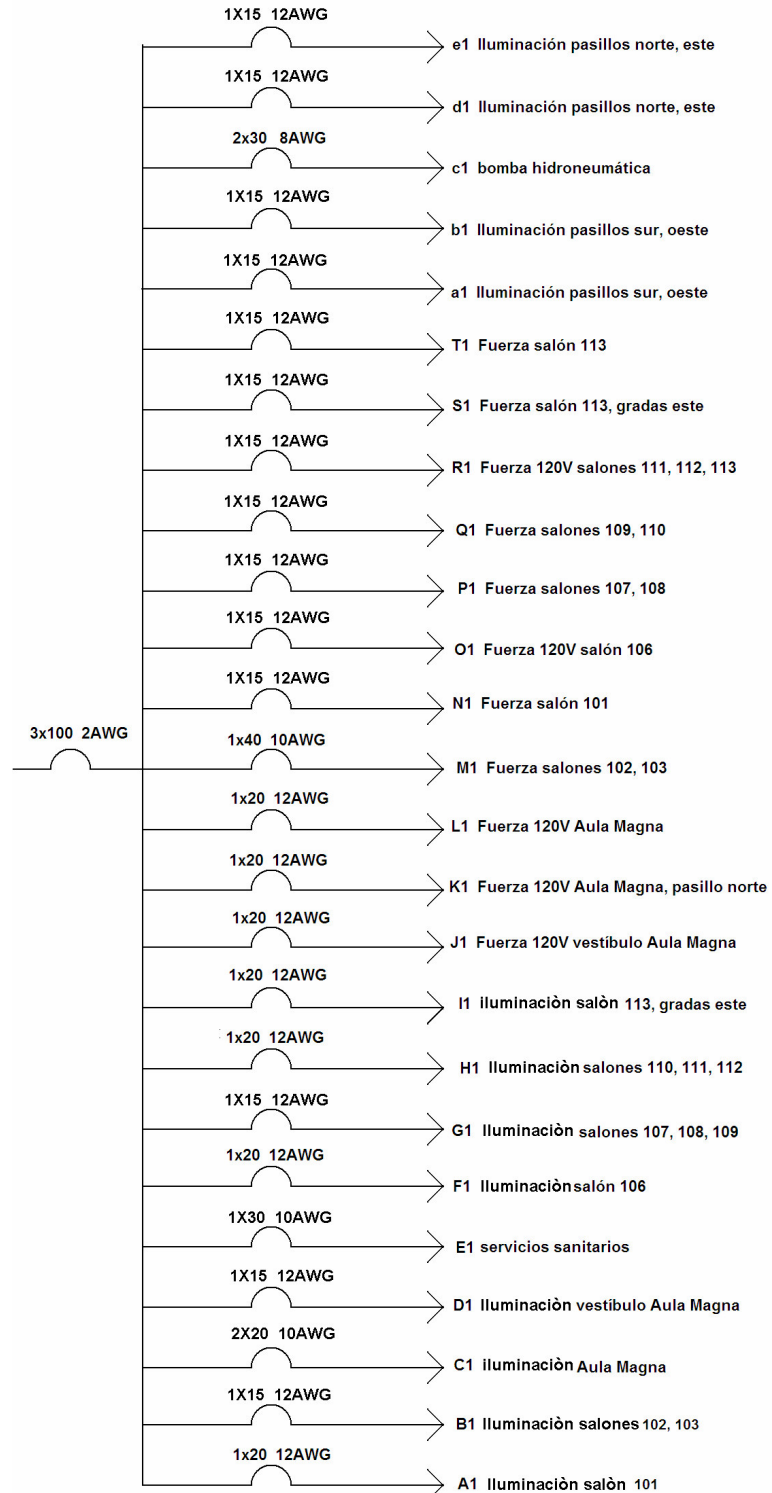 1X15 12AWG
e1 Iluminación pasillos norte, este
1X15 12AWG
d1 Iluminación pasillos norte, este
2x30 8AWG
c1 bomba hidroneumática
1X15 12AWG
b1 Iluminación pasillos sur, oeste
1X15 12AWG
a1 Iluminación pasillos sur, oeste
1X15 12AWG
T1 Fuerza salón 113
1X15 12AWG
S1 Fuerza salón 113, gradas este
1X15 12AWG
R1 Fuerza 120V salones 111, 112, 113
1X15 12AWG
Q1 Fuerza salones 109, 110
1X15 12AWG
P1 Fuerza salones 107, 108
1X15 12AWG
O1 Fuerza 120V salón 106
1X15 12AWG
N1 Fuerza salón 101
3x100 2AWG
1x40 10AWG
M1 Fuerza salones 102, 103
1x20 12AWG
L1 Fuerza 120V Aula Magna
1x20 12AWG
K1 Fuerza 120V Aula Magna, pasillo norte
1x20 12AWG
J1 Fuerza 120V vestíbulo Aula Magna
1x20 12AWG
I1 iluminaciòn salòn 113, gradas este
1x20 12AWG
H1 Iluminaciòn salones 110, 111, 112
1X15 12AWG
G1 Iluminaciòn salones 107, 108, 109
1x20 12AWG
F1 Iluminaciòn salón 106
1X30 10AWG
E1 servicios sanitarios
1X15 12AWG
D1 Iluminaciòn vestíbulo Aula Magna
2X20 10AWG
C1 iluminaciòn Aula Magna
1X15 12AWG
B1 Iluminaciòn salones 102, 103
1x20 12AWG
A1 Iluminaciòn salòn 101